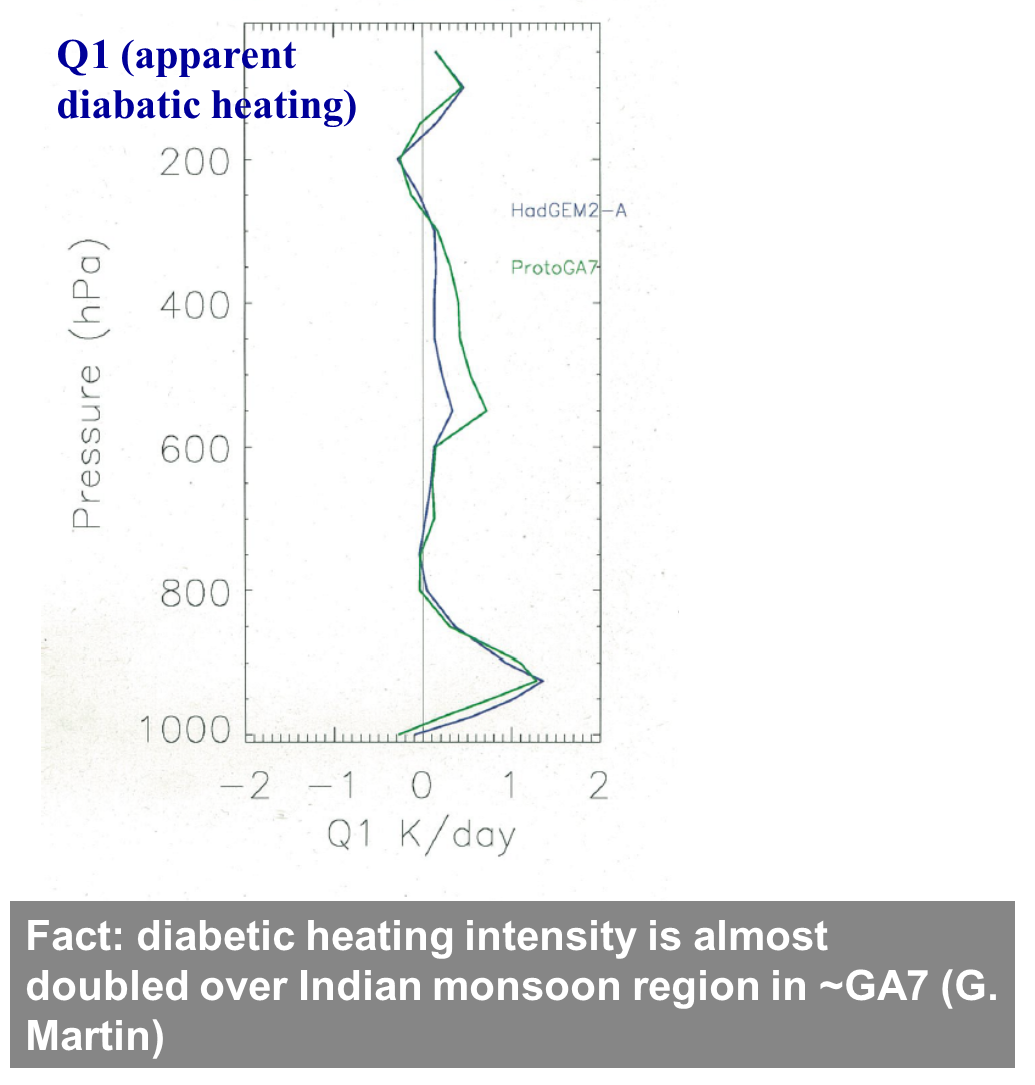 Q1 (apparent
diabatic heating)
200
400
600
800
1000
Pressure (hPa)
HadGEM2-A
ProtoGA7
-2 -1 0 1 2
Q1 K/day
Fact: diabetic heating intensity is almost
doubled over Indian monsoon region in ~GA7 (G.
Martin)